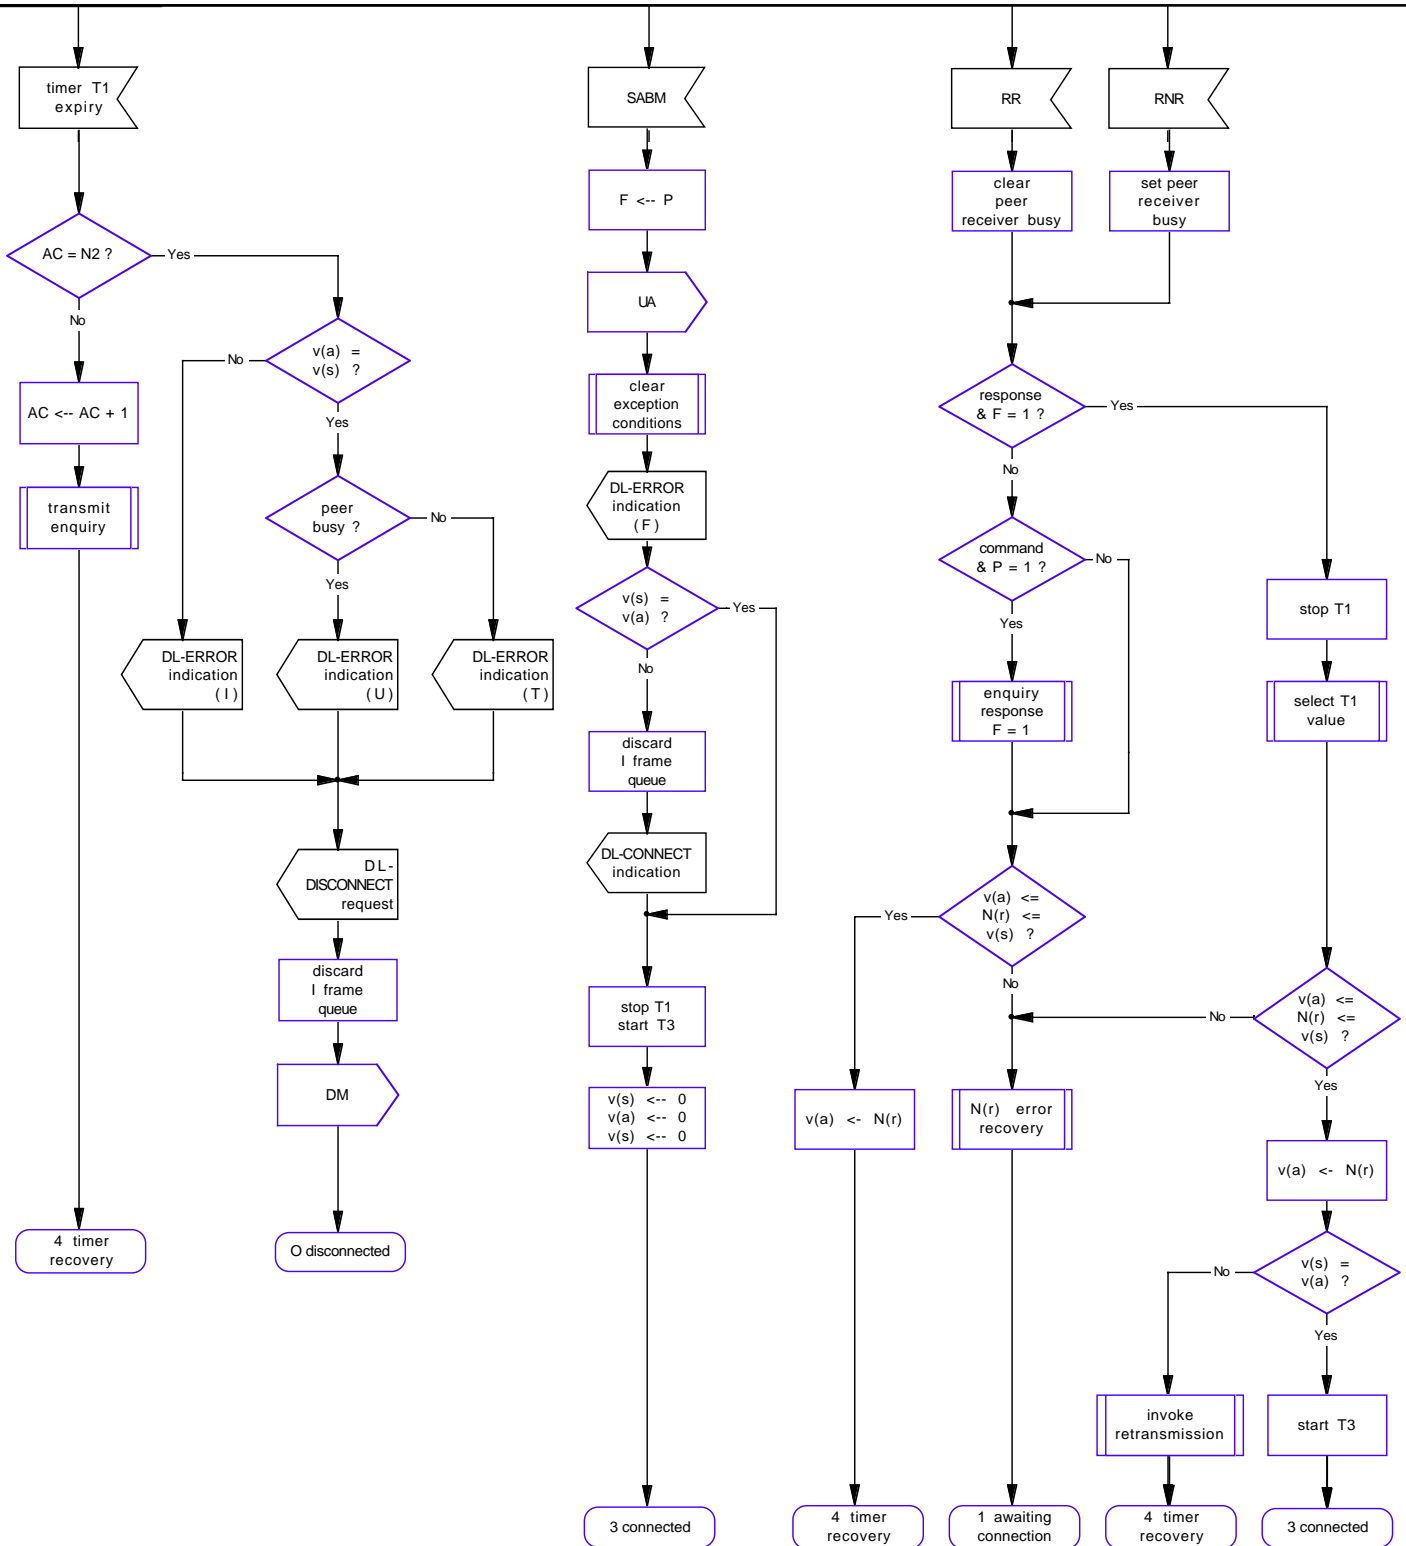 timer T1
expiry
AC = N2 ?
Yes
No
AC <-- AC + 1
transmit
enquiry
4 timer
recovery
v(a) =
v(s) ?
No
Yes
peer
busy ?
No
Yes
DL-ERROR
indication
( I )
DL-ERROR
indication
( U )
DL-ERROR
indication
( T )
DL-
DISCONNECT
request
discard
I frame
queue
DM
O disconnected
SABM
F <-- P
UA
clear
exception
conditions
DL-ERROR
indication
( F )
v(s) =
v(a) ?
Yes
No
discard
I frame
queue
DL-CONNECT
indication
stop T1
start T3
v(s) <-- 0
v(a) <-- 0
v(s) <-- 0
3 connected
RR
RNR
clear
peer
receiver busy
set peer
receiver
busy
response
& F = 1 ?
Yes
No
command
& P = 1 ?
No
Yes
enquiry
response
F = 1
v(a) <=
N(r) <=
v(s) ?
Yes
No
v(a) <- N(r)
4 timer
recovery
N(r) error
recovery
1 awaiting
connection
stop T1
select T1
value
v(a) <=
N(r) <=
v(s) ?
No
Yes
v(a) <- N(r)
v(s) =
v(a) ?
No
Yes
invoke
retransmission
4 timer
recovery
start T3
3 connected